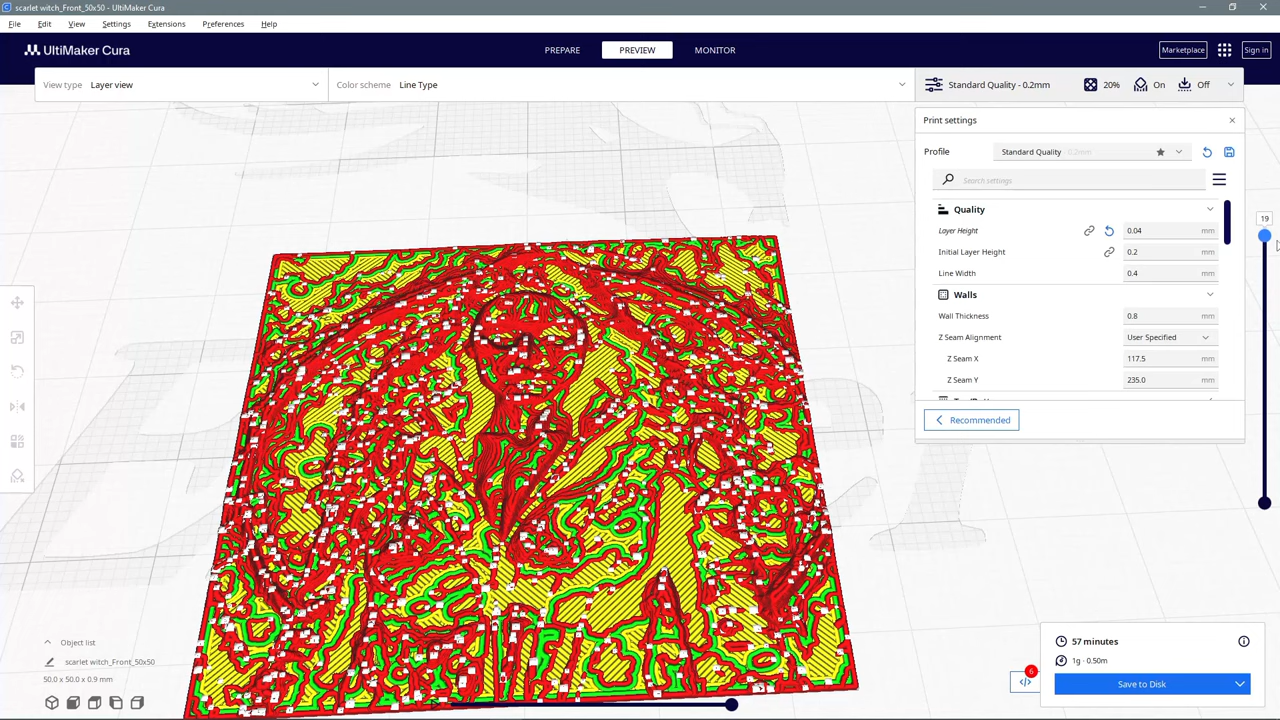 scarlet witch_Front_50x50 - UltiMaker Cura
File Edit View Settings Extensions Preferences Help
UltiMaker Cura
PREPARE PREVIEW MONITOR
Marketplace Sign in
View type Layer view Color scheme Line Type Standard Quality - 0.2mm 20% On Off
Print settings
Profile Standard Quality - 0.2mm
Search settings
Quality
19
Layer Height 0.04 mm
Initial Layer Height 0.2 mm
Line Width 0.4 mm
Walls
Wall Thickness 0.8 mm
Z Seam Alignment User Specified
Z Seam X 117.5 mm
Z Seam Y 235.0 mm
Recommended
Object list
scarlet witch_Front_50x50
50.0 x 50.0 x 0.9 mm
57 minutes
1g · 0.50m
6
Save to Disk